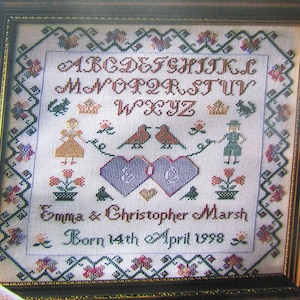 ABCDEFGHIJKL
MNOPQRSTUV
WXYZ
E G
Emma & Christopher Marsh
Born 14th April 1998